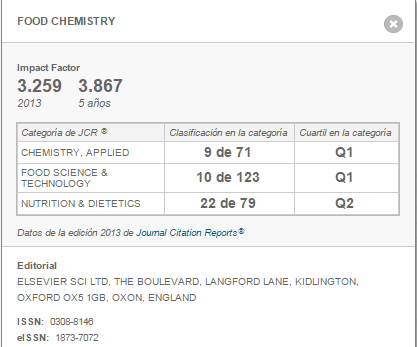 FOOD CHEMISTRY
Impact Factor
3.259 3.867
2013 5 años
Categoría de JCR ® Clasificación en la categoría Cuartil en la categoría
CHEMISTRY, APPLIED 9 de 71 Q1
FOOD SCIENCE &
TECHNOLOGY 10 de 123 Q1
NUTRITION & DIETETICS 22 de 79 Q2
Datos de la edición 2013 de Journal Citation Reports®
Editorial
ELSEVIER SCI LTD, THE BOULEVARD, LANGFORD LANE, KIDLINGTON,
OXFORD OX5 1GB, OXON, ENGLAND
ISSN: 0308-8146
eISSN: 1873-7072